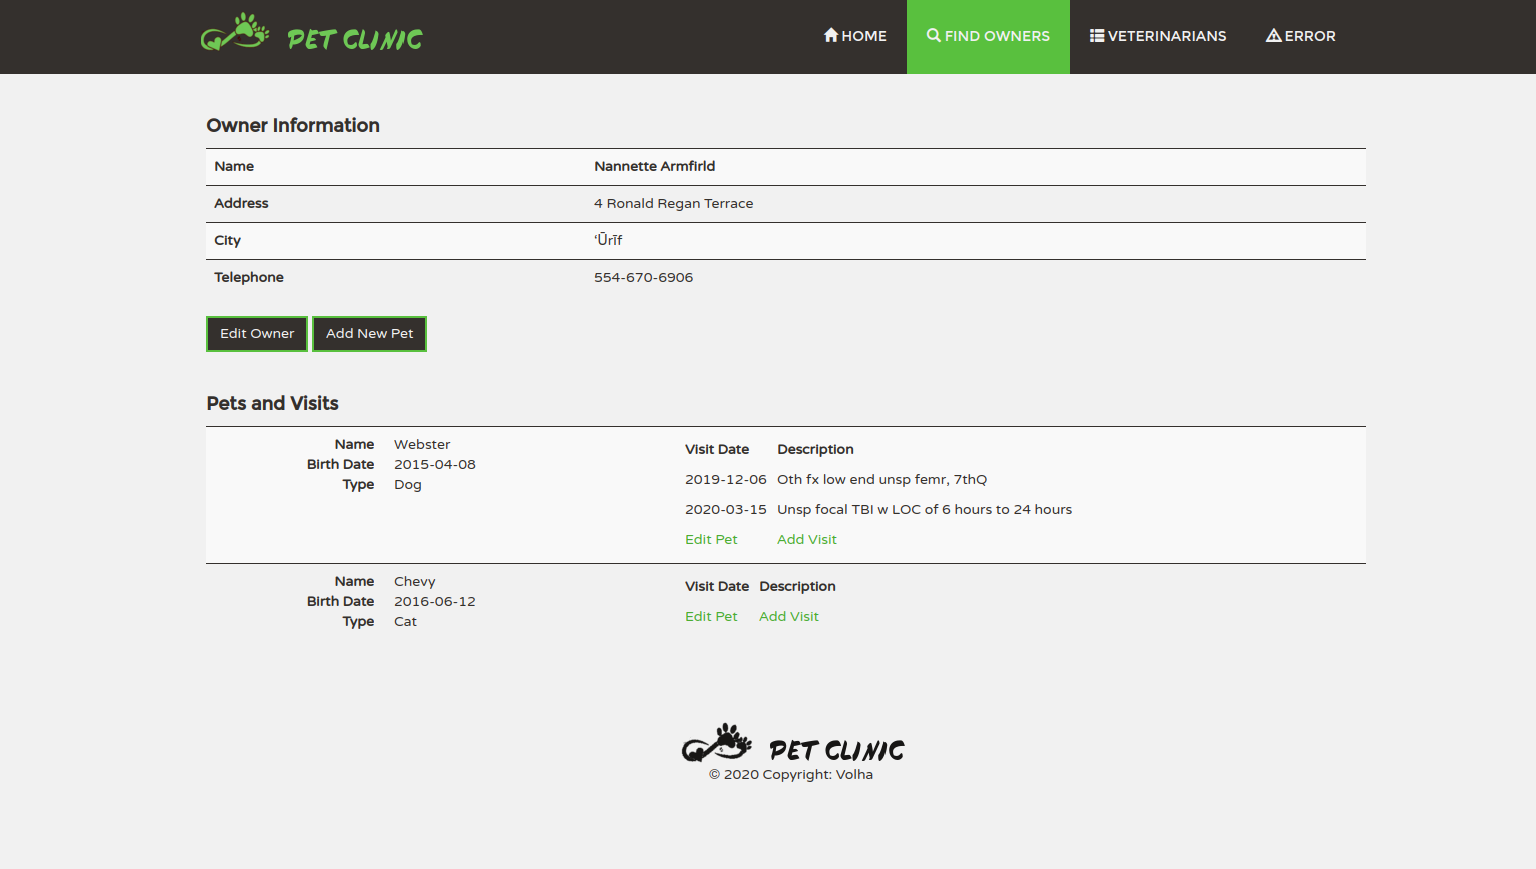 PET CLINIC HOME FIND OWNERS VETERINARIANS ERROR
Owner Information
Name Nannette Armfirld
Address 4 Ronald Regan Terrace
City ‘Ūrīf
Telephone 554-670-6906
Edit Owner Add New Pet
Pets and Visits
Name Webster
Birth Date 2015-04-08
Type Dog
Visit Date Description
2019-12-06 Oth fx low end unsp femr, 7thQ
2020-03-15 Unsp focal TBI w LOC of 6 hours to 24 hours
Edit Pet Add Visit
Name Chevy
Birth Date 2016-06-12
Type Cat
Visit Date Description
Edit Pet Add Visit
PET CLINIC
© 2020 Copyright: Volha